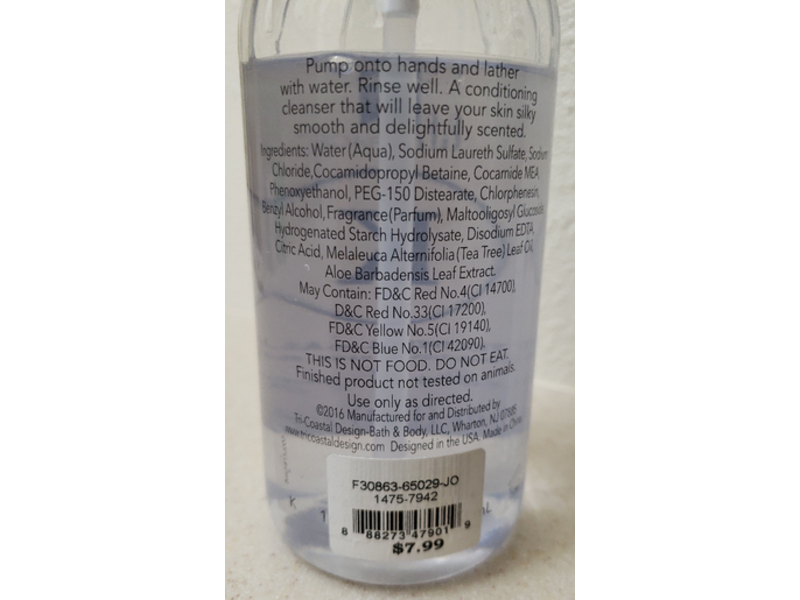 Pump onto hands and lather
with water. Rinse well. A conditioning
cleanser that will leave your skin silky
smooth and delightfully scented.
Ingredients: Water (Aqua), Sodium Laureth Sulfate, Sodium
Chloride, Cocamidopropyl Betaine, Cocamide MEA,
Phenoxyethanol, PEG-150 Distearate, Chlorphenesin,
Benzyl Alcohol, Fragrance (Parfum), Maltooligosyl Glucoside,
Hydrogenated Starch Hydrolysate, Disodium EDTA,
Citric Acid, Melaleuca Alternifolia (Tea Tree) Leaf Oil,
Aloe Barbadensis Leaf Extract.
May Contain: FD&C Red No.4(CI 14700),
D&C Red No.33(CI 17200),
FD&C Yellow No.5(CI 19140),
FD&C Blue No.1(CI 42090).
THIS IS NOT FOOD. DO NOT EAT.
Finished product not tested on animals.
Use only as directed.
©2016 Manufactured for and Distributed by
Tri-Coastal Design-Bath & Body, LLC, Wharton, NJ 07885
www.tricoastaldesign.com Designed in the USA. Made in China
F30863-65029-JO
1475-7942
8 88273 47901 9
$7.99